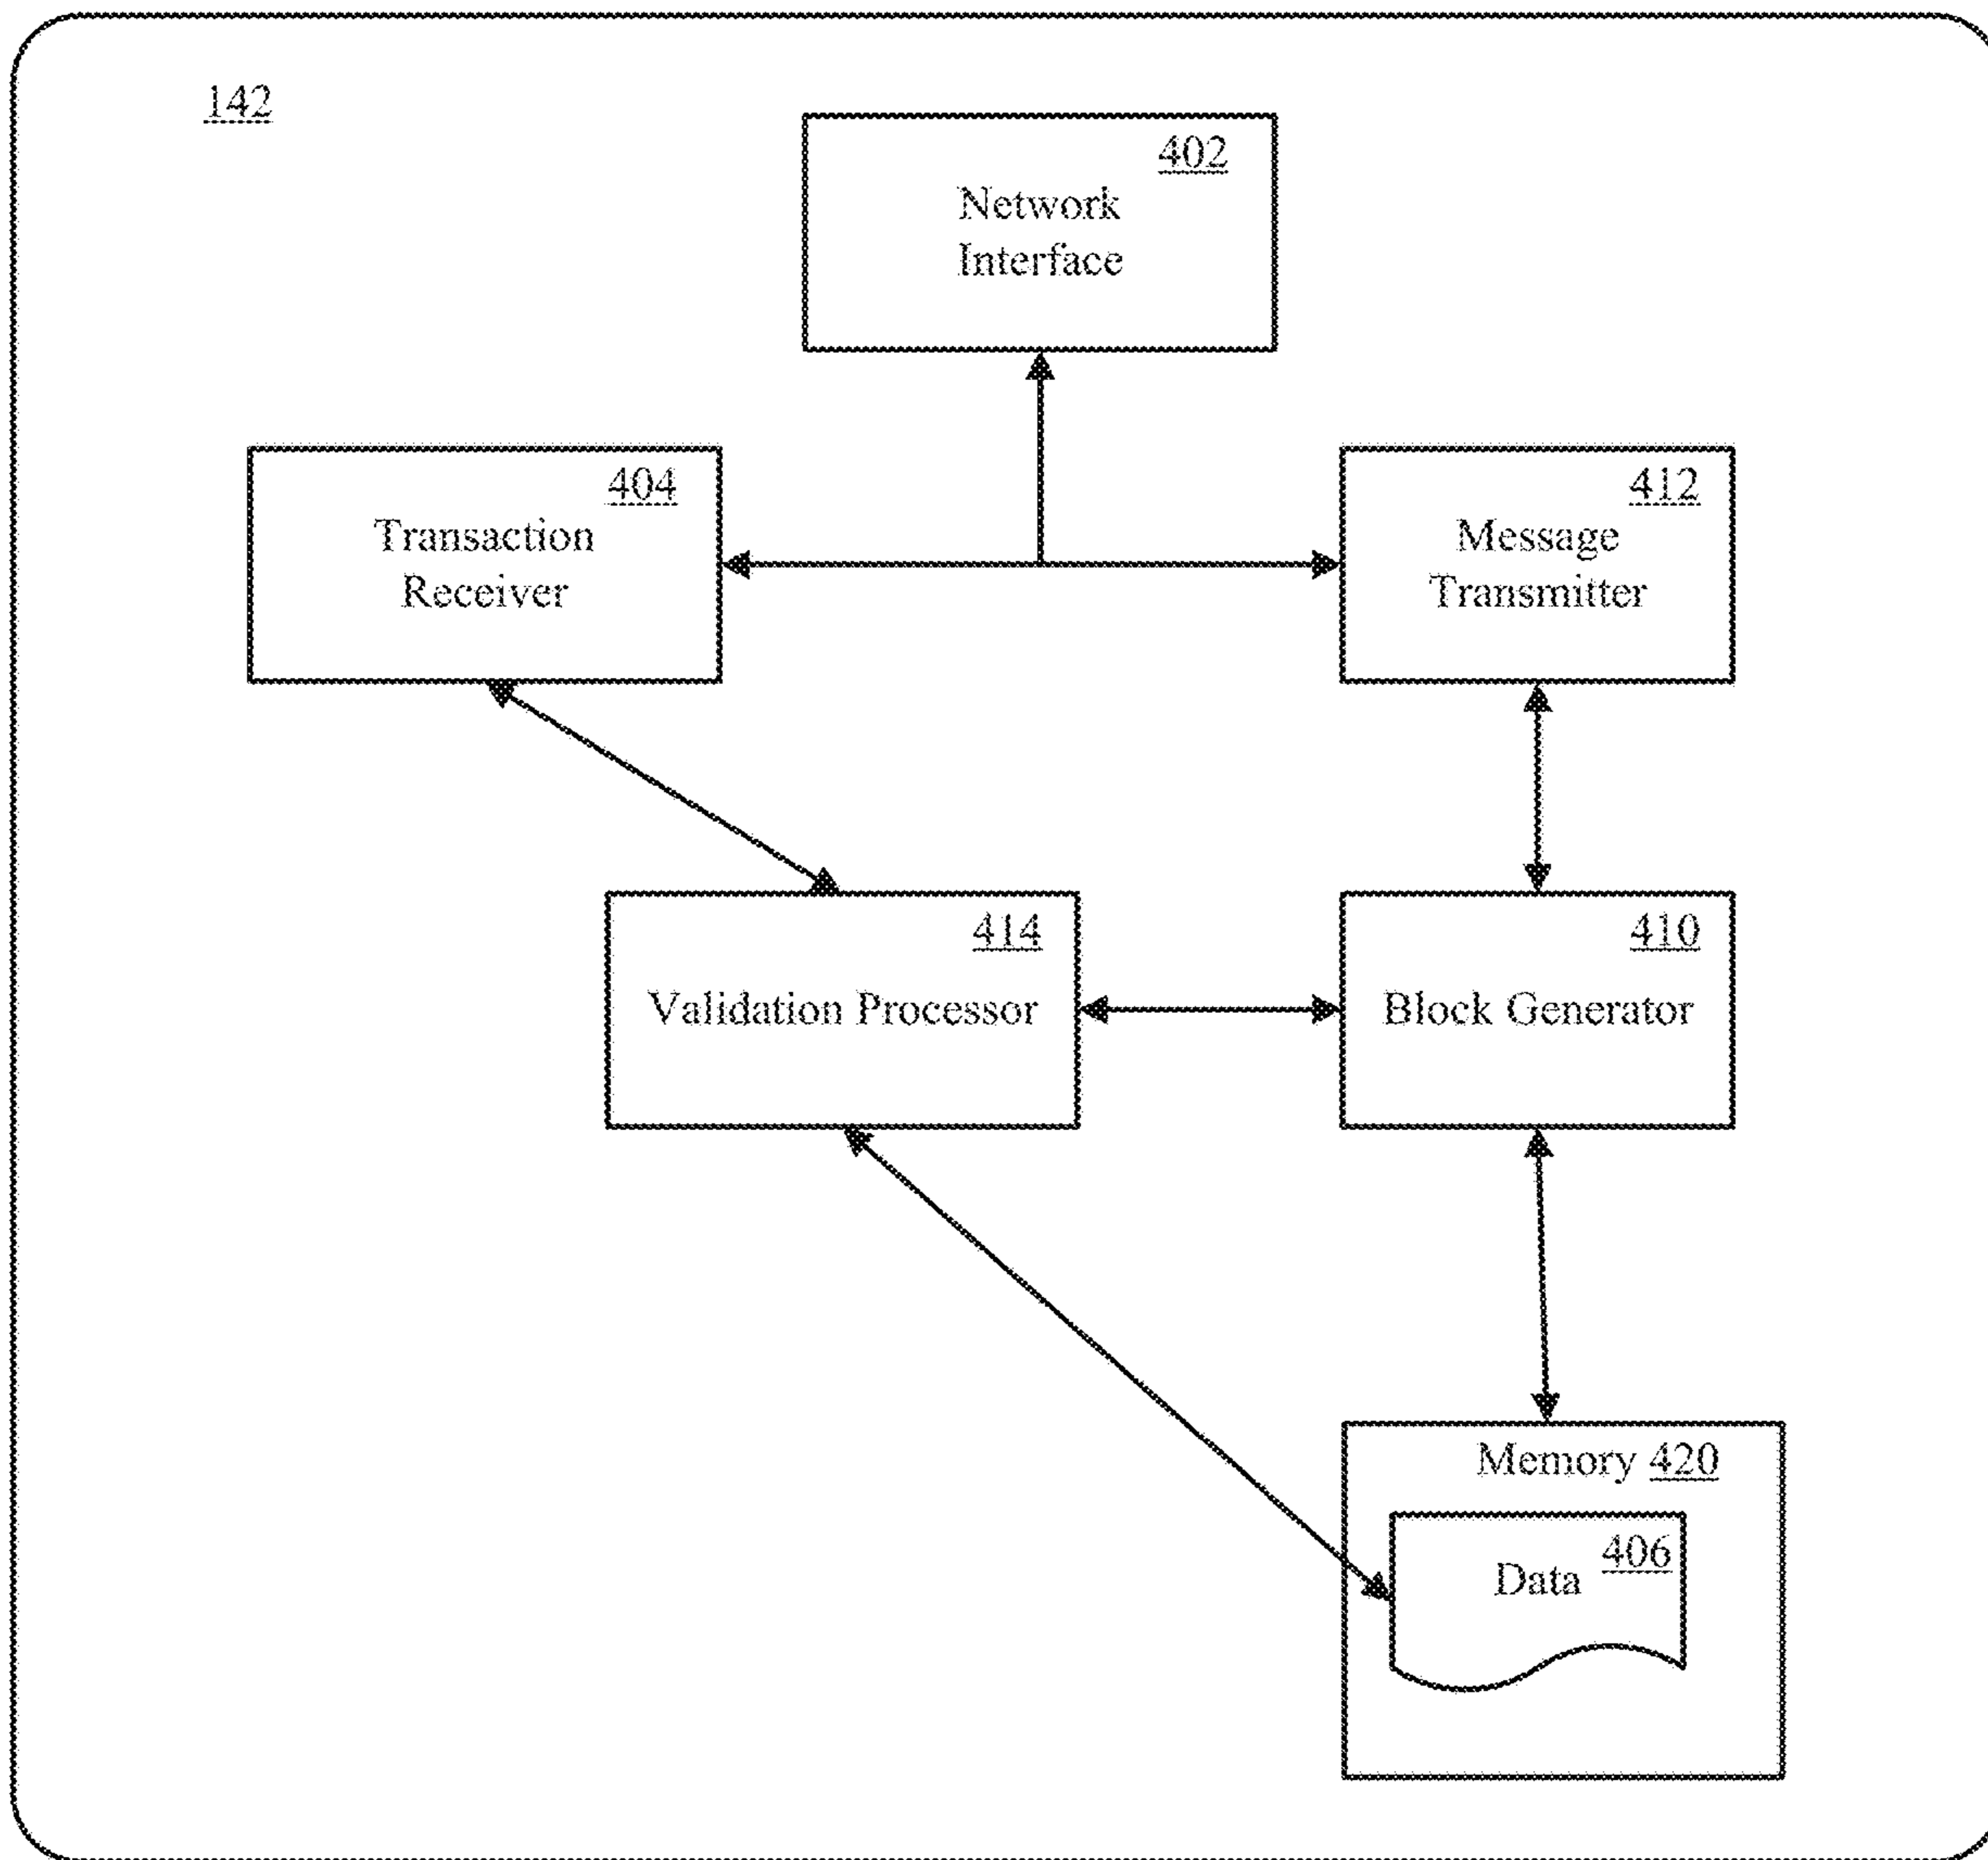 142
402
Network
Interface
404
Transaction
Receiver
412
Message
Transmitter
414
Validation Processor
410
Block Generator
Memory 420
406
Data